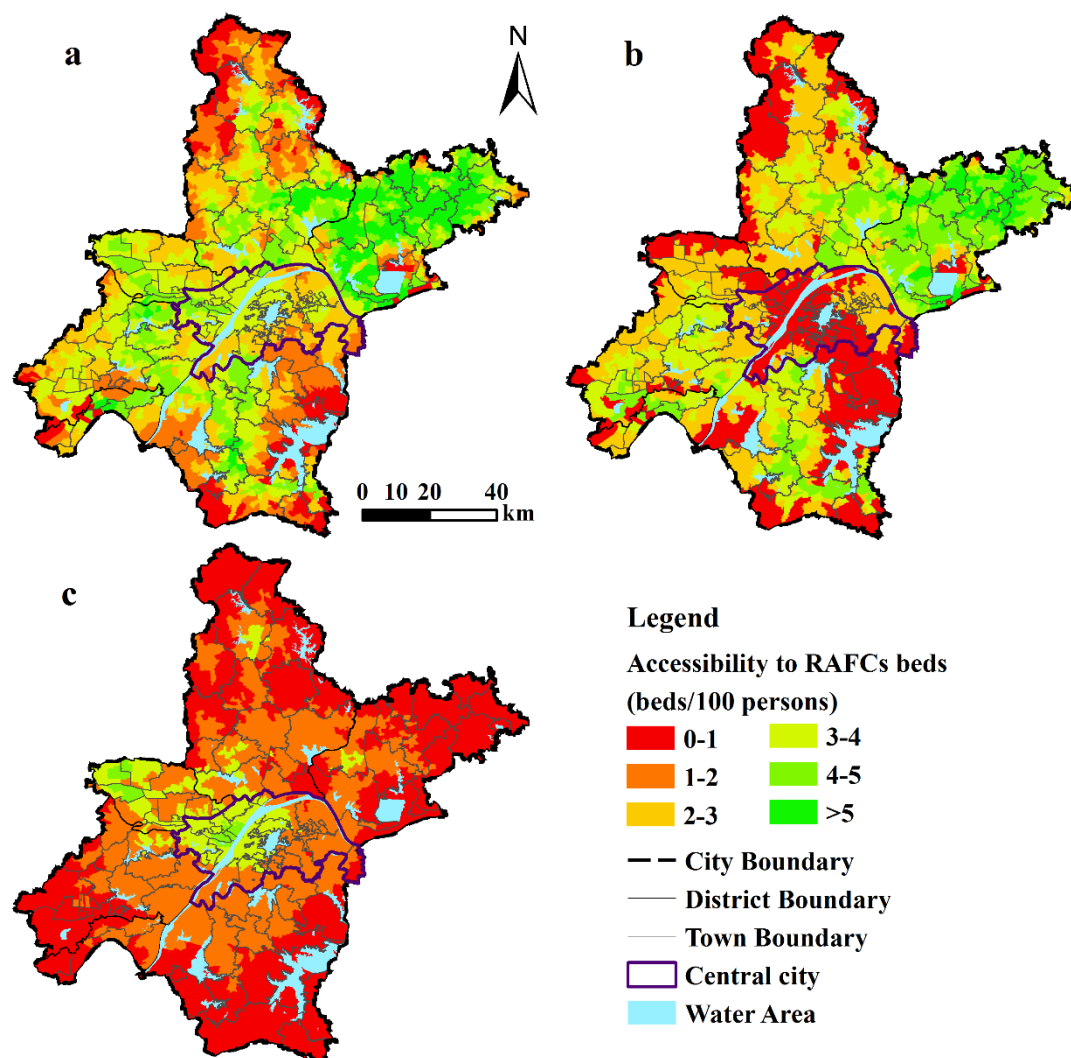 a
N
b
0 10 20 40
km
c
Legend
Accessibility to RAFCs beds
(beds/100 persons)
0-1
3-4
1-2
4-5
2-3
>5
City Boundary
District Boundary
Town Boundary
Central city
Water Area